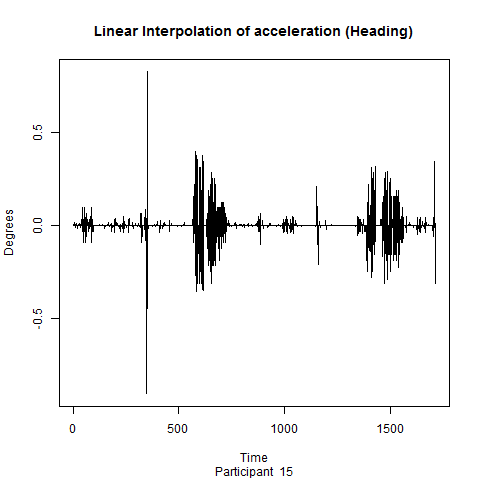 Linear Interpolation of acceleration (Heading)
0.5
0.0
-0.5
Degrees
0 500 1000 1500
Time
Participant 15